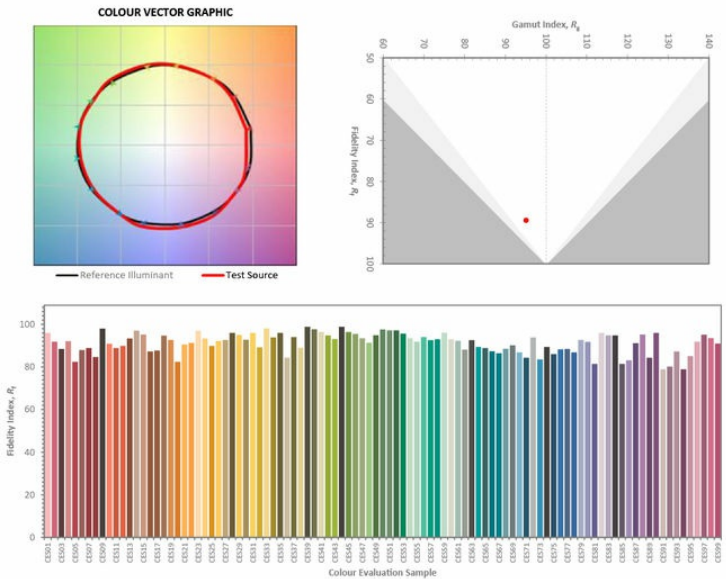 COLOUR VECTOR GRAPHIC
Reference Illuminant
Test Source
Gamut Index, Rg
60 70 80 90 100 110 120 130 140
Fidelity Index, Rf
50
60
70
80
90
100
Fidelity Index, Rf
100
80
60
40
20
0
CES01 CES03 CES05 CES07 CES09 CES11 CES13 CES15 CES17 CES19 CES21 CES23 CES25 CES27 CES29 CES31 CES33 CES35 CES37 CES39 CES41 CES43 CES45 CES47 CES49 CES51 CES53 CES55 CES57 CES59 CES61 CES63 CES65 CES67 CES69 CES71 CES73 CES75 CES77 CES79 CES81 CES83 CES85 CES87 CES89 CES91 CES93 CES95 CES97 CES99
Colour Evaluation Sample